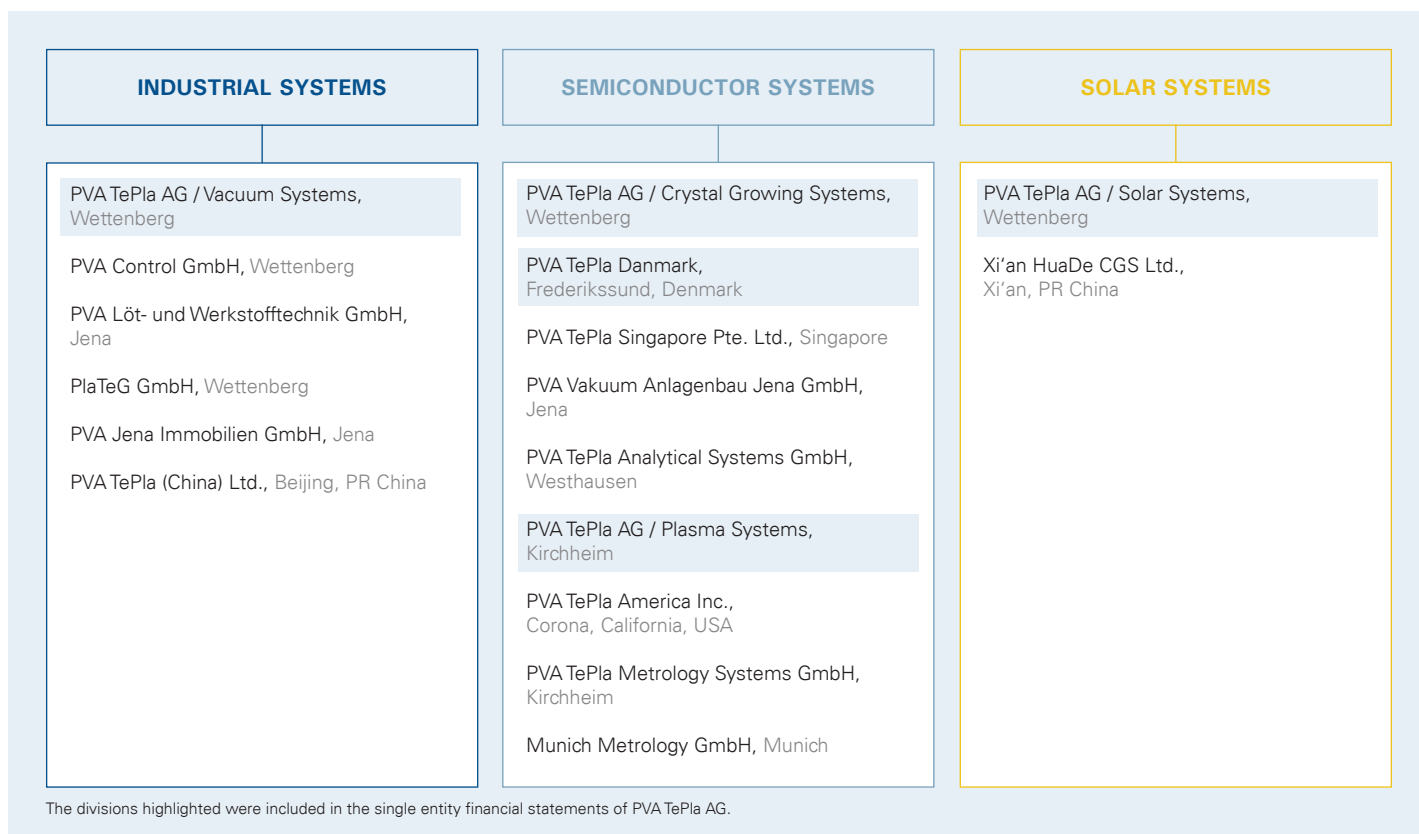 INDUSTRIAL SYSTEMS
PVA TePla AG / Vacuum Systems,
Wettenberg
PVA Control GmbH, Wettenberg
PVA Löt- und Werkstofftechnik GmbH,
Jena
PlaTeG GmbH, Wettenberg
PVA Jena Immobilien GmbH, Jena
PVA TePla (China) Ltd., Beijing, PR China
SEMICONDUCTOR SYSTEMS
PVA TePla AG / Crystal Growing Systems,
Wettenberg
PVA TePla Danmark,
Frederikssund, Denmark
PVA TePla Singapore Pte. Ltd., Singapore
PVA Vakuum Anlagenbau Jena GmbH,
Jena
PVA TePla Analytical Systems GmbH,
Westhausen
PVA TePla AG / Plasma Systems,
Kirchheim
PVA TePla America Inc.,
Corona, California, USA
PVA TePla Metrology Systems GmbH,
Kirchheim
Munich Metrology GmbH, Munich
SOLAR SYSTEMS
PVA TePla AG / Solar Systems,
Wettenberg
Xi‘an HuaDe CGS Ltd.,
Xi‘an, PR China
The divisions highlighted were included in the single entity financial statements of PVA TePla AG.